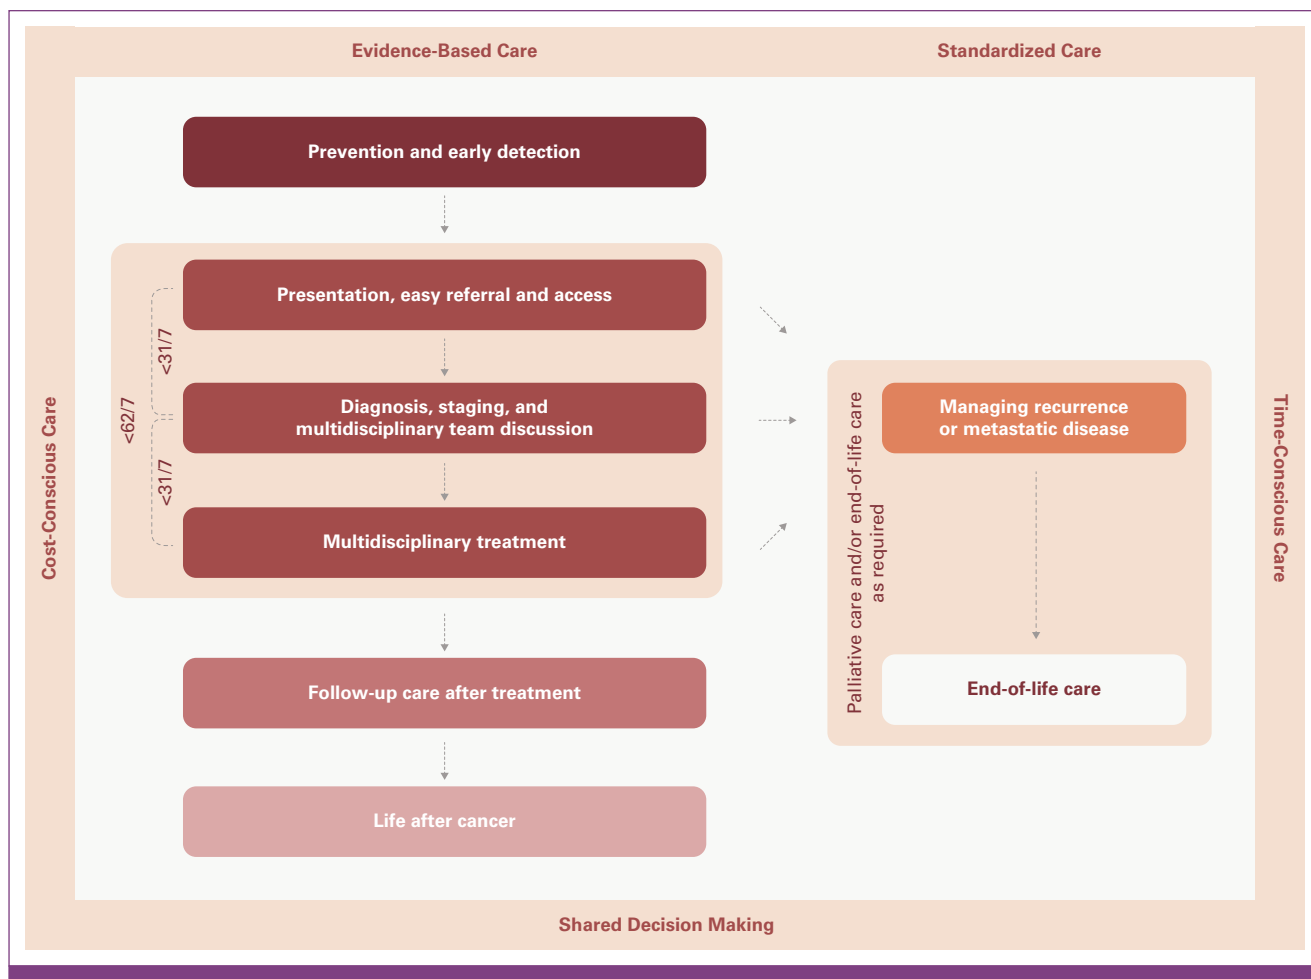 Evidence-Based Care
Standardized Care
Cost-Conscious Care
Time-Conscious Care
Prevention and early detection
Presentation, easy referral and access
<31/7
<62/7
Diagnosis, staging, and
multidisciplinary team discussion
<31/7
Multidisciplinary treatment
Follow-up care after treatment
Life after cancer
Palliative care and/or end-of-life care
as required
Managing recurrence
or metastatic disease
End-of-life care
Shared Decision Making